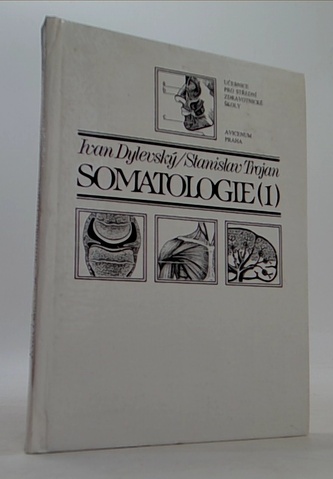 UČEBNICE
PRO STŘEDNÍ
ZDRAVOTNICKÉ
ŠKOLY
AVICENUM
PRAHA
Ivan Dylevský/Stanislav Trojan
SOMATOLOGIE(1)